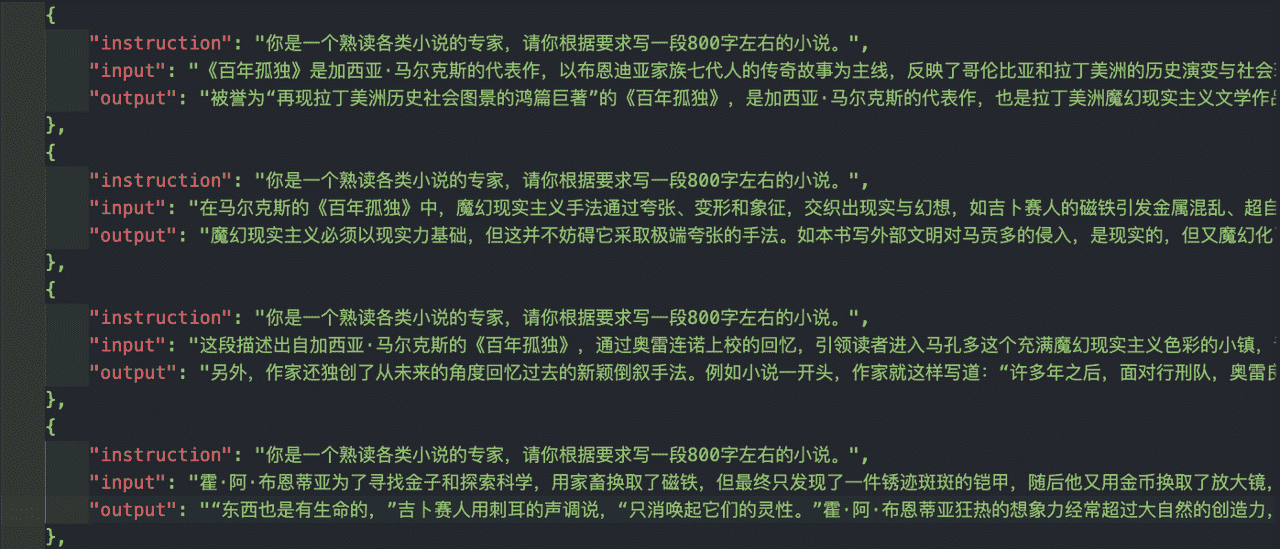 {
"instruction": "你是一个熟读各类小说的专家，请你根据要求写一段800字左右的小说。",
"input": "《百年孤独》是加西亚·马尔克斯的代表作，以布恩迪亚家族七代人的传奇故事为主线，反映了哥伦比亚和拉丁美洲的历史演变与社会
"output": "被誉为“再现拉丁美洲历史社会图景的鸿篇巨著”的《百年孤独》，是加西亚·马尔克斯的代表作，也是拉丁美洲魔幻现实主义文学作品
},
{
"instruction": "你是一个熟读各类小说的专家，请你根据要求写一段800字左右的小说。",
"input": "在马尔克斯的《百年孤独》中，魔幻现实主义手法通过夸张、变形和象征，交织出现实与幻想，如吉卜赛人的磁铁引发金属混乱、超自
"output": "魔幻现实主义必须以现实力基础，但这并不妨碍它采取极端夸张的手法。如本书写外部文明对马贡多的侵入，是现实的，但又魔幻化
},
{
"instruction": "你是一个熟读各类小说的专家，请你根据要求写一段800字左右的小说。",
"input": "这段描述出自加西亚·马尔克斯的《百年孤独》，通过奥雷连诺上校的回忆，引领读者进入马孔多这个充满魔幻现实主义色彩的小镇，
"output": "另外，作家还独创了从未来的角度回忆过去的新颖倒叙手法。例如小说一开头，作家就这样写道：“许多年之后，面对行刑队，奥雷良
},
{
"instruction": "你是一个熟读各类小说的专家，请你根据要求写一段800字左右的小说。",
"input": "霍·阿·布恩蒂亚为了寻找金子和探索科学，用家畜换取了磁铁，但最终只发现了一件锈迹斑斑的铠甲，随后他又用金币换取了放大镜，
"output": "“东西也是有生命的，”吉卜赛人用刺耳的声调说，“只消唤起它们的灵性。”霍·阿·布恩蒂亚狂热的想象力经常超过大自然的创造力，
},